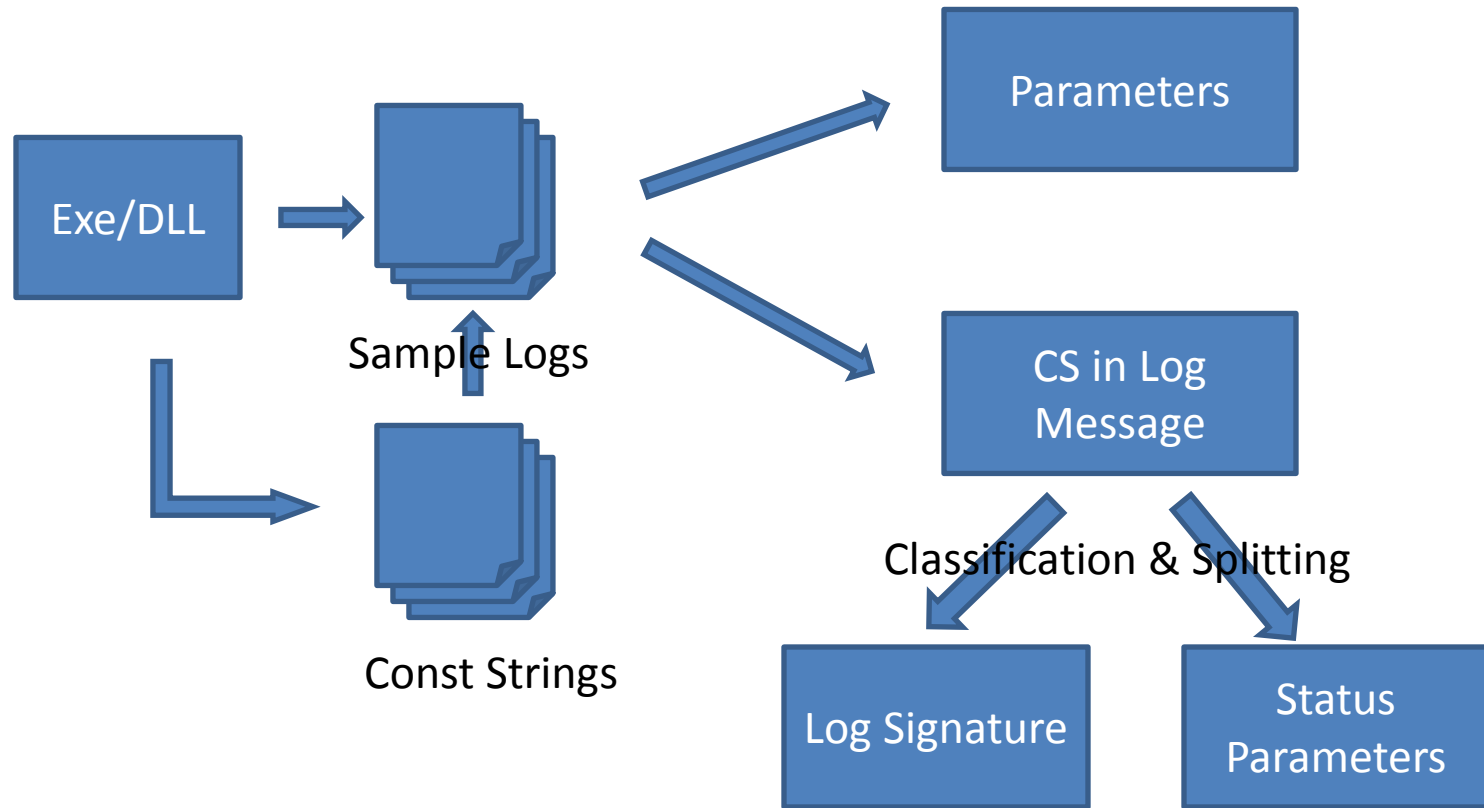 Parameters
Exe/DLL
Sample Logs
CS in Log
Message
Classification & Splitting
Const Strings
Log Signature
Status
Parameters